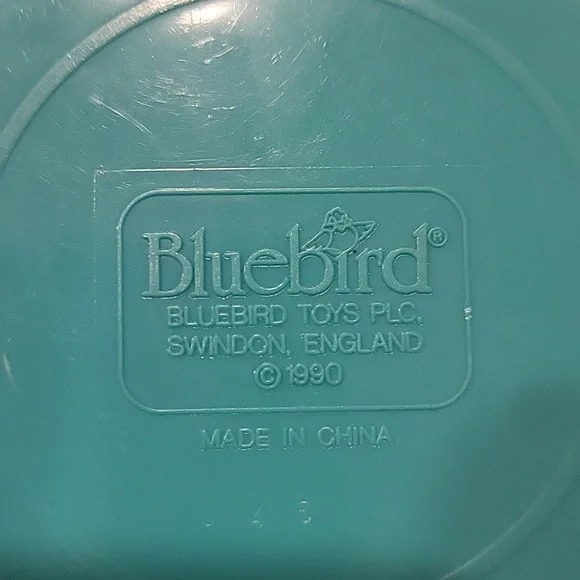 Bluebird®
BLUEBIRD TOYS PLC,
SWINDON, ENGLAND
© 1990
MADE IN CHINA